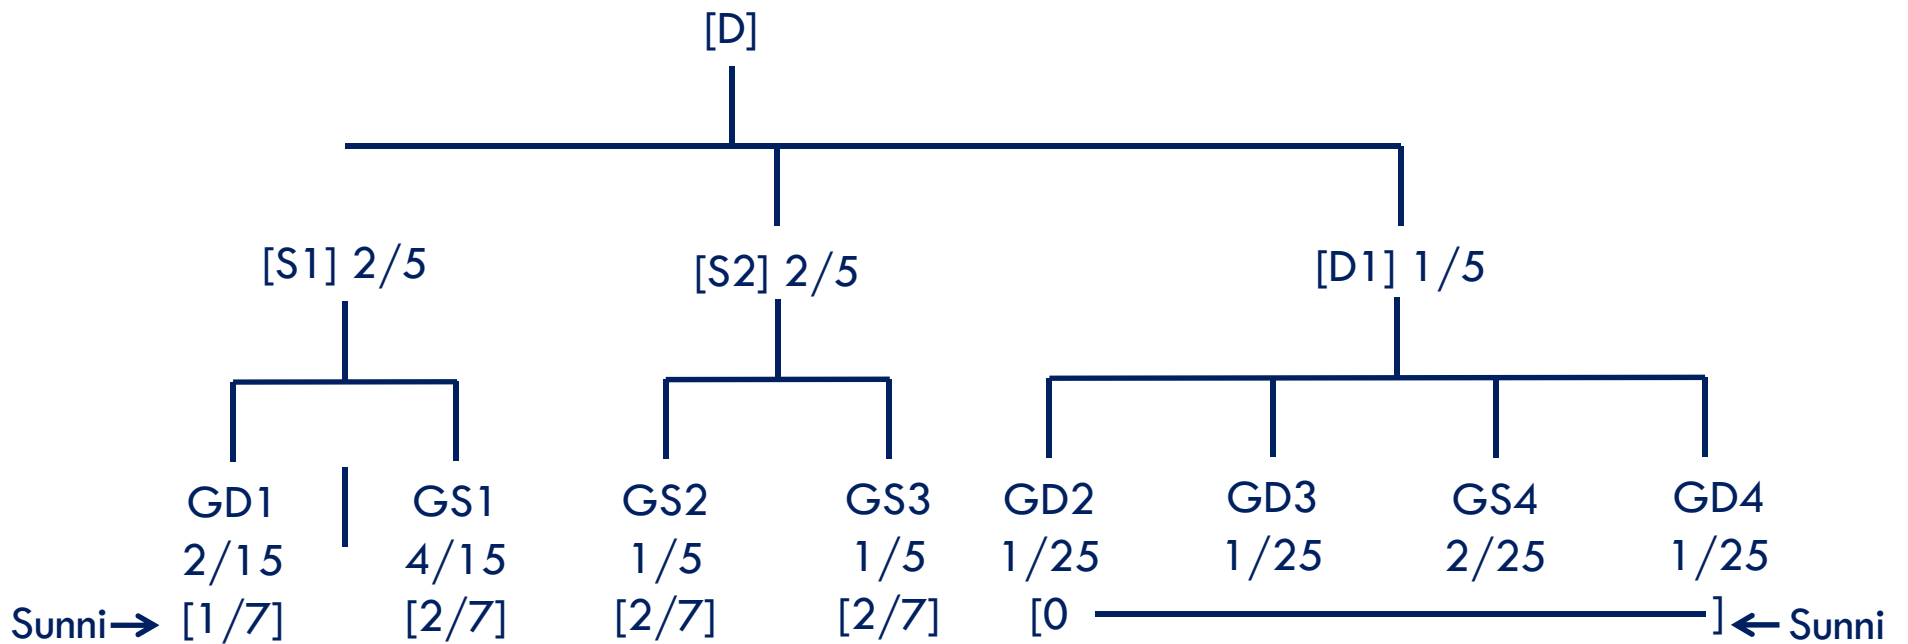 [D]
[S1] 2/5 [S2] 2/5 [D1] 1/5
GD1 GS1 GS2 GS3 GD2 GD3 GS4 GD4
2/15 4/15 1/5 1/5 1/25 1/25 2/25 1/25
Sunni [1/7] [2/7] [2/7] [2/7] [0 ] Sunni